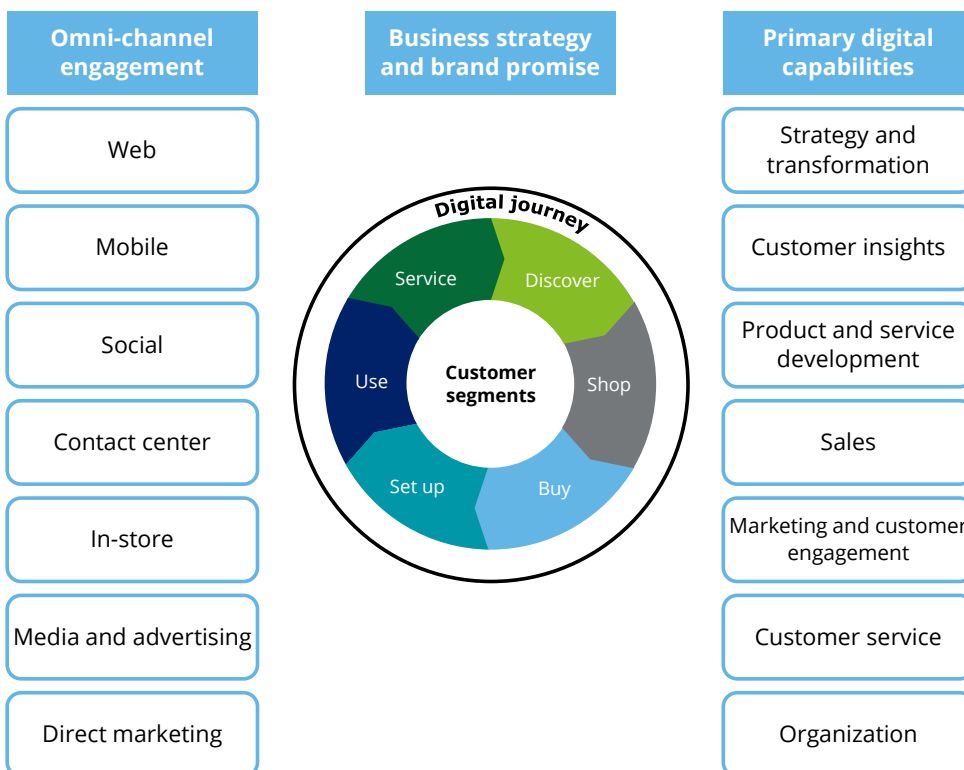 Omni-channel
engagement
Business strategy
and brand promise
Primary digital
capabilities
Web
Mobile
Social
Contact center
In-store
Media and advertising
Direct marketing
Digital journey
Service
Discover
Use
Customer
segments
Shop
Set up
Buy
Strategy and
transformation
Customer insights
Product and service
development
Sales
Marketing and customer
engagement
Customer service
Organization